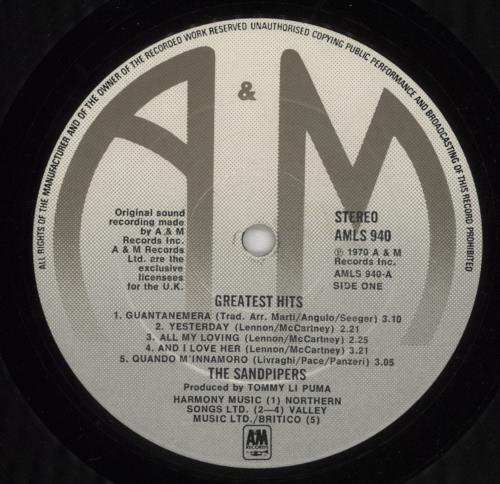 ALL RIGHTS OF THE MANUFACTURER AND OF THE OWNER OF THE RECORDED WORK RESERVED UNAUTHORISED COPYING PUBLIC PERFORMANCE AND BROADCASTING OF THIS RECORD PROHIBITED
A & M
Original sound
recording made
by A & M
Records Inc.
A & M Records
Ltd. are the
exclusive
licensees
for the U.K.
STEREO
AMLS 940
℗ 1970 A & M
Records Inc.
AMLS 940-A
SIDE ONE
GREATEST HITS
1. GUANTANEMERA (Trad. Arr. Marti/Angulo/Seeger) 3.10
2. YESTERDAY (Lennon/McCartney) 2.21
3. ALL MY LOVING (Lennon/McCartney) 2.25
4. AND I LOVE HER (Lennon/McCartney) 3.21
5. QUANDO M'INNAMORO (Livraghi/Pace/Panzeri) 3.05
THE SANDPIPERS
Produced by TOMMY LI PUMA
HARMONY MUSIC (1) NORTHERN
SONGS LTD. (2—4) VALLEY
MUSIC LTD./BRITICO (5)
A&M
RECORDS